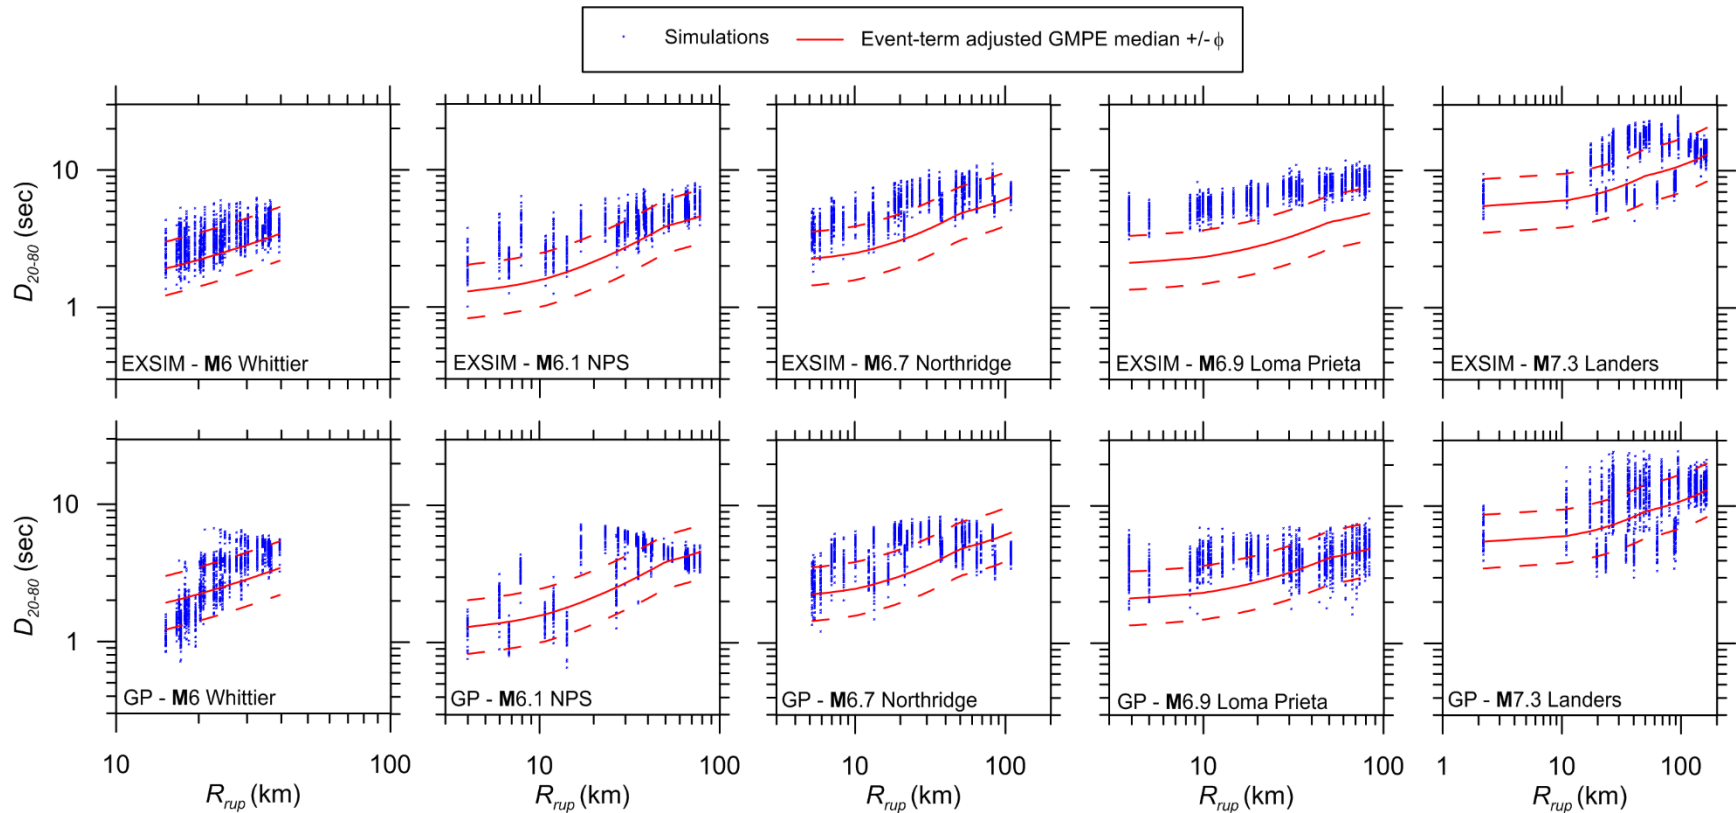 Simulations Event-term adjusted GMPE median +/- ϕ
10
1
D20-80 (sec)
EXSIM - M6 Whittier
EXSIM - M6.1 NPS
EXSIM - M6.7 Northridge
EXSIM - M6.9 Loma Prieta
EXSIM - M7.3 Landers
10
1
D20-80 (sec)
GP - M6 Whittier
GP - M6.1 NPS
GP - M6.7 Northridge
GP - M6.9 Loma Prieta
GP - M7.3 Landers
10 100 10 100 10 100 10 100 1 10 100
Rrup (km) Rrup (km) Rrup (km) Rrup (km) Rrup (km)